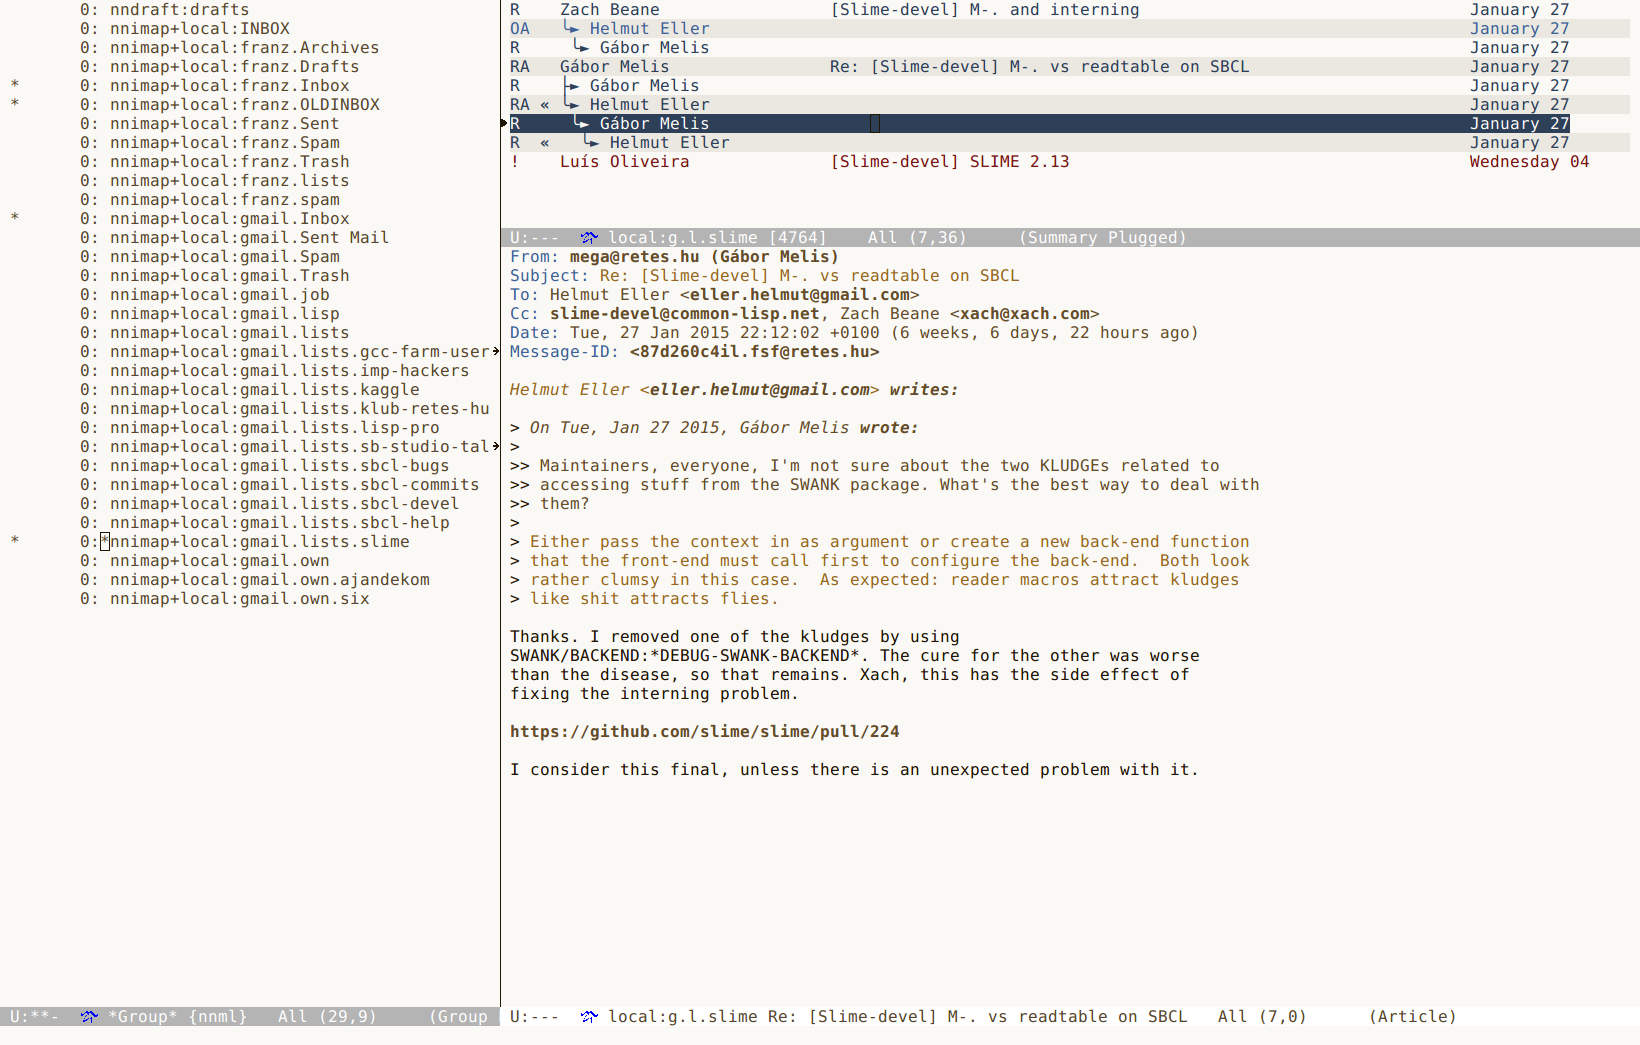 0: nndraft:drafts
0: nnimap+local:INBOX
0: nnimap+local:franz.Archives
0: nnimap+local:franz.Drafts
* 0: nnimap+local:franz.Inbox
* 0: nnimap+local:franz.OLDINBOX
0: nnimap+local:franz.Sent
0: nnimap+local:franz.Spam
0: nnimap+local:franz.Trash
0: nnimap+local:franz.lists
0: nnimap+local:franz.spam
* 0: nnimap+local:gmail.Inbox
0: nnimap+local:gmail.Sent Mail
0: nnimap+local:gmail.Spam
0: nnimap+local:gmail.Trash
0: nnimap+local:gmail.job
0: nnimap+local:gmail.lisp
0: nnimap+local:gmail.lists
0: nnimap+local:gmail.lists.gcc-farm-user
0: nnimap+local:gmail.lists.imp-hackers
0: nnimap+local:gmail.lists.kaggle
0: nnimap+local:gmail.lists.klub-retes-hu
0: nnimap+local:gmail.lists.lisp-pro
0: nnimap+local:gmail.lists.sb-studio-tal
0: nnimap+local:gmail.lists.sbcl-bugs
0: nnimap+local:gmail.lists.sbcl-commits
0: nnimap+local:gmail.lists.sbcl-devel
0: nnimap+local:gmail.lists.sbcl-help
* 0:*nnimap+local:gmail.lists.slime
0: nnimap+local:gmail.own
0: nnimap+local:gmail.own.ajandekom
0: nnimap+local:gmail.own.six
U:**- *Group* {nnml} All (29,9) (Group
R Zach Beane [Slime-devel] M-. and interning January 27
OA ╰► Helmut Eller January 27
R ╰► Gábor Melis January 27
RA Gábor Melis Re: [Slime-devel] M-. vs readtable on SBCL January 27
R ├► Gábor Melis January 27
RA « ╰► Helmut Eller January 27
R ╰► Gábor Melis January 27
R « ╰► Helmut Eller January 27
! Luís Oliveira [Slime-devel] SLIME 2.13 Wednesday 04
U:--- local:g.l.slime [4764] All (7,36) (Summary Plugged)
From: mega@retes.hu (Gábor Melis)
Subject: Re: [Slime-devel] M-. vs readtable on SBCL
To: Helmut Eller <eller.helmut@gmail.com>
Cc: slime-devel@common-lisp.net, Zach Beane <xach@xach.com>
Date: Tue, 27 Jan 2015 22:12:02 +0100 (6 weeks, 6 days, 22 hours ago)
Message-ID: <87d260c4il.fsf@retes.hu>
Helmut Eller <eller.helmut@gmail.com> writes:
> On Tue, Jan 27 2015, Gábor Melis wrote:
>
>> Maintainers, everyone, I'm not sure about the two KLUDGEs related to
>> accessing stuff from the SWANK package. What's the best way to deal with
>> them?
>
> Either pass the context in as argument or create a new back-end function
> that the front-end must call first to configure the back-end.  Both look
> rather clumsy in this case.  As expected: reader macros attract kludges
> like shit attracts flies.
Thanks. I removed one of the kludges by using
SWANK/BACKEND:*DEBUG-SWANK-BACKEND*. The cure for the other was worse
than the disease, so that remains. Xach, this has the side effect of
fixing the interning problem.
https://github.com/slime/slime/pull/224
I consider this final, unless there is an unexpected problem with it.
U:--- local:g.l.slime Re: [Slime-devel] M-. vs readtable on SBCL All (7,0) (Article)